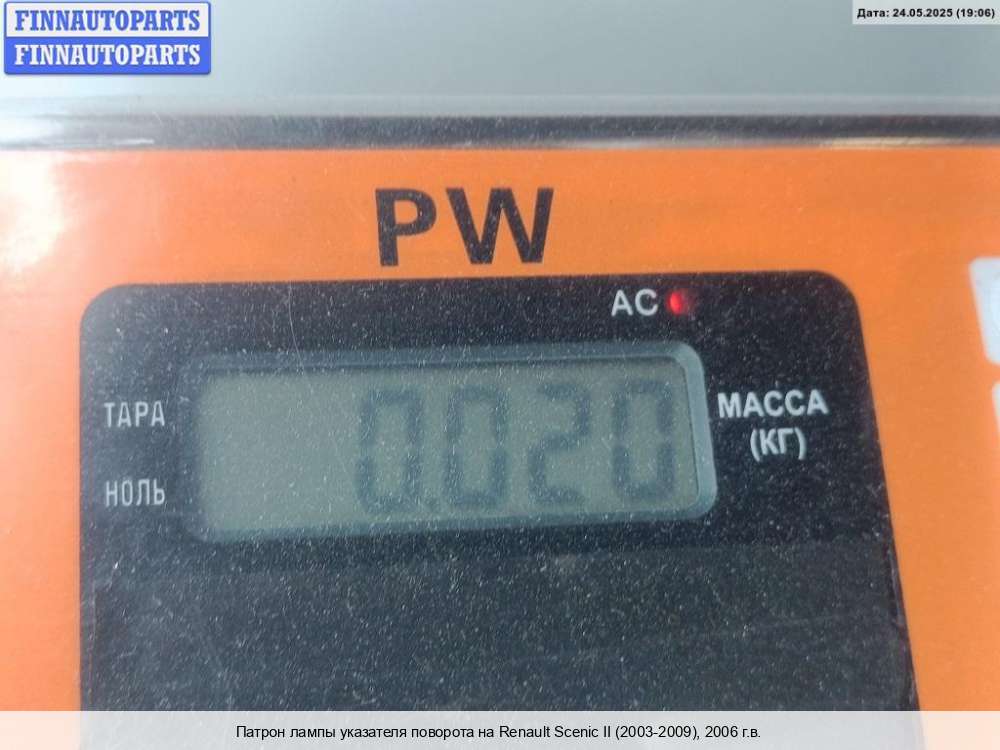 FINNAUTOPARTS
FINNAUTOPARTS
Дата: 24.05.2025 (19:06)
PW
AC
ТАРА
0.020
МАССА
(КГ)
НОЛЬ
Патрон лампы указателя поворота на Renault Scenic II (2003-2009), 2006 г.в.